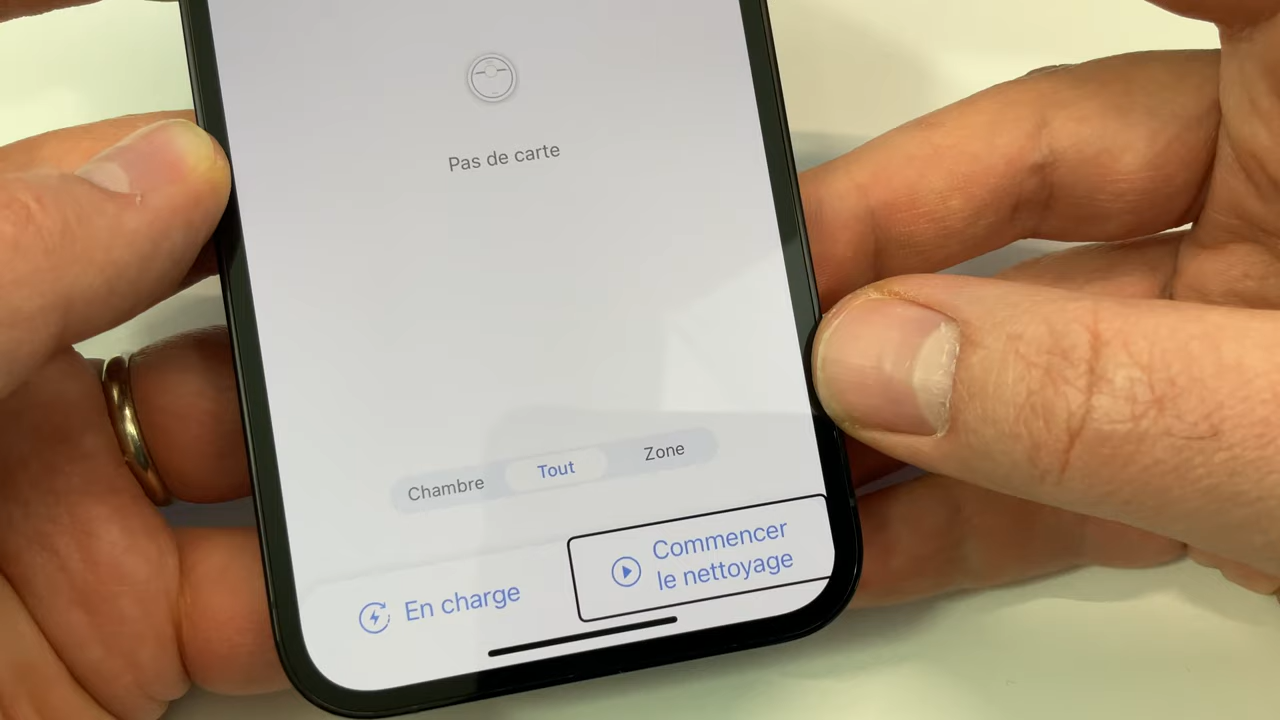 Pas de carte
Chambre Tout Zone
En charge
Commencer
le nettoyage